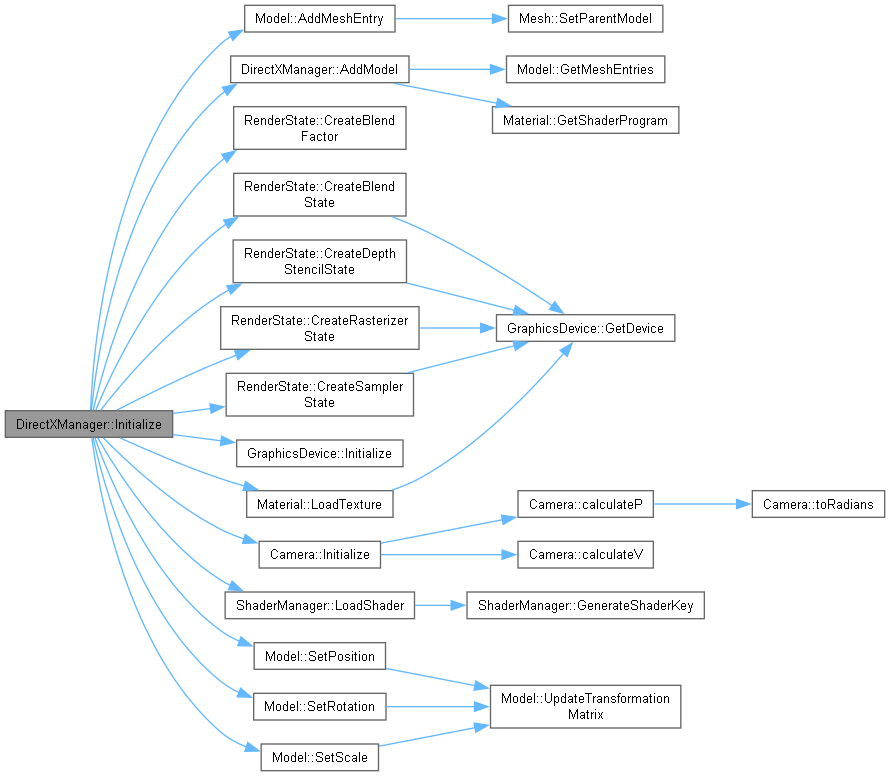 Model::AddMeshEntry
Mesh::SetParentModel
DirectXManager::AddModel
Model::GetMeshEntries
Material::GetShaderProgram
RenderState::CreateBlend
Factor
RenderState::CreateBlend
State
RenderState::CreateDepth
StencilState
RenderState::CreateRasterizer
State
GraphicsDevice::GetDevice
RenderState::CreateSampler
State
DirectXManager::Initialize
GraphicsDevice::Initialize
Material::LoadTexture
Camera::calculateP
Camera::toRadians
Camera::Initialize
Camera::calculateV
ShaderManager::LoadShader
ShaderManager::GenerateShaderKey
Model::SetPosition
Model::SetRotation
Model::UpdateTransformation
Matrix
Model::SetScale